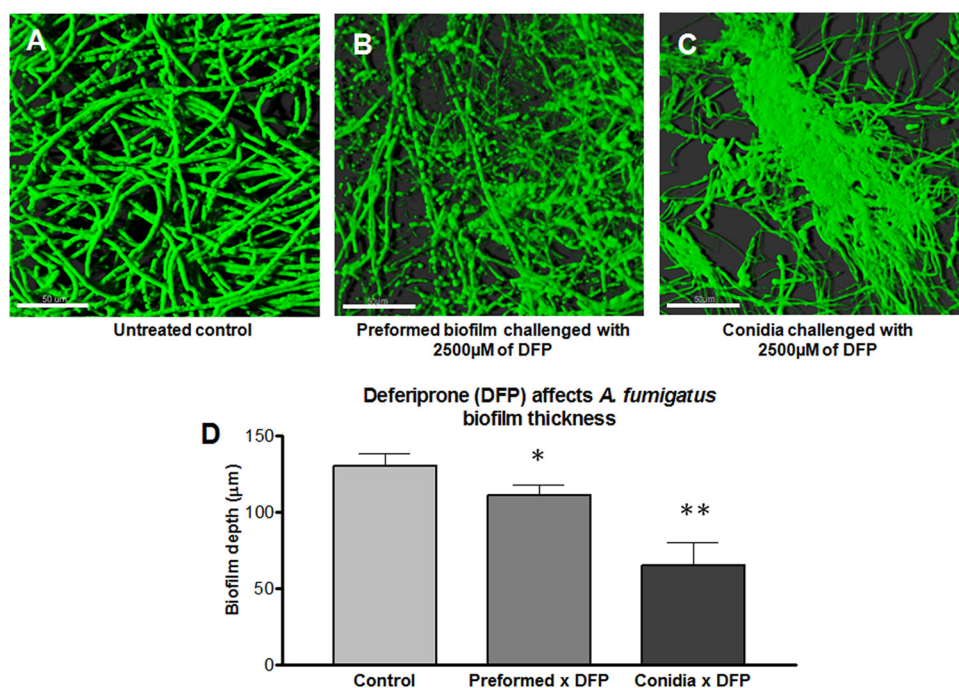 A
B
C
50 um
50um
50um
Untreated control
Preformed biofilm challenged with
2500µM of DFP
Conidia challenged with
2500µM of DFP
Deferiprone (DFP) affects A. fumigatus
biofilm thickness
D
Biofilm depth (µm)
150
100
50
0
*
**
Control
Preformed x DFP
Conidia x DFP